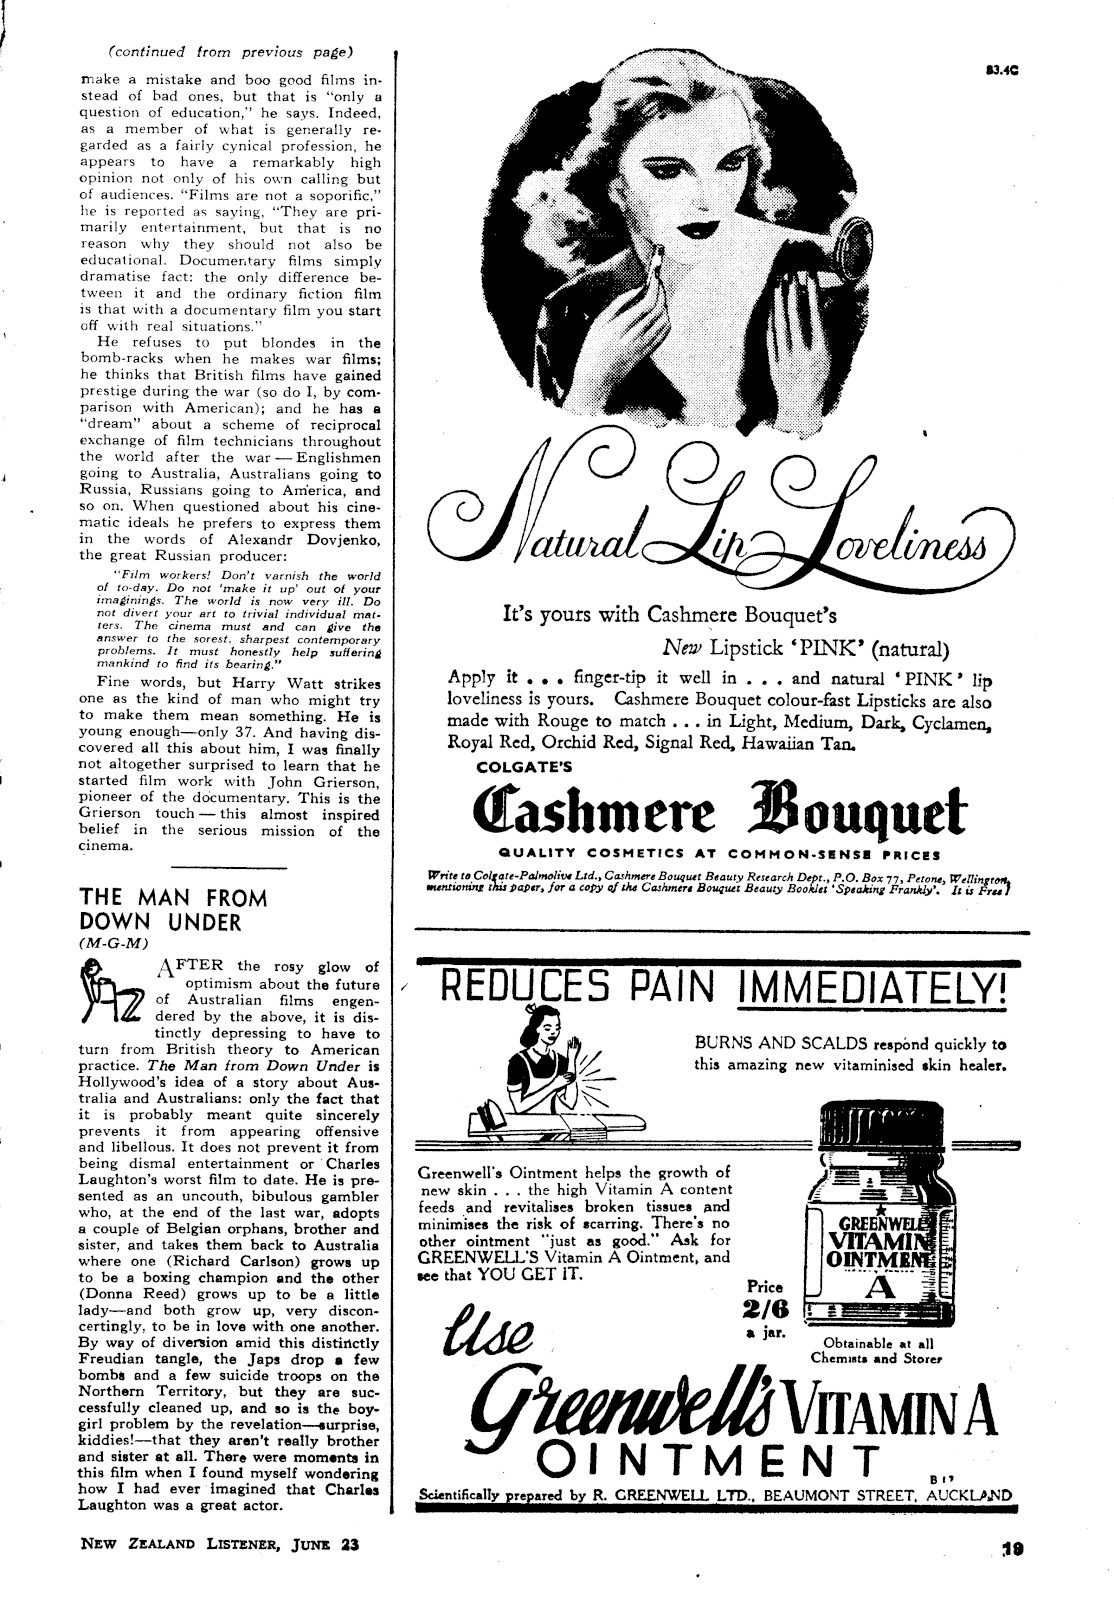 (continued from previous page)
make a mistake and boo good films in-
stead of bad ones, but that is "only a
question of education," he says. Indeed,
as a member of what is generally re-
garded as a fairly cynical profession, he
appears to have a remarkably high
opinion not only of his own calling but
of audiences. "Films are not a soporific,"
he is reported as saying, "They are pri-
marily entertainment, but that is no
reason why they should not also be
educational. Documentary films simply
dramatise fact: the only difference be-
tween it and the ordinary fiction film
is that with a documentary film you start
off with real situations."
He refuses to put blondes in the
bomb-racks when he makes war films;
he thinks that British films have gained
prestige during the war (so do I, by com-
parison with American); and he has a
"dream" about a scheme of reciprocal
exchange of film technicians throughout
the world after the war — Englishmen
going to Australia, Australians going to
Russia, Russians going to America, and
so on. When questioned about his cine-
matic ideals he prefers to express them
in the words of Alexandr Dovjenko,
the great Russian producer:
"Film workers! Don't varnish the world
of to-day. Do not 'make it up' out of your
imaginings. The world is now very ill. Do
not divert your art to trivial individual mat-
ters. The cinema must and can give the
answer to the sorest, sharpest contemporary
problems. It must honestly help suffering
mankind to find its bearing."
Fine words, but Harry Watt strikes
one as the kind of man who might try
to make them mean something. He is
young enough—only 37. And having dis-
covered all this about him, I was finally
not altogether surprised to learn that he
started film work with John Grierson,
pioneer of the documentary. This is the
Grierson touch — this almost inspired
belief in the serious mission of the
cinema.
THE MAN FROM
DOWN UNDER
(M-G-M)
AFTER the rosy glow of
optimism about the future
of Australian films engen-
dered by the above, it is dis-
tinctly depressing to have to
turn from British theory to American
practice. The Man from Down Under is
Hollywood's idea of a story about Aus-
tralia and Australians: only the fact that
it is probably meant quite sincerely
prevents it from appearing offensive
and libellous. It does not prevent it from
being dismal entertainment or Charles
Laughton's worst film to date. He is pre-
sented as an uncouth, bibulous gambler
who, at the end of the last war, adopts
a couple of Belgian orphans, brother and
sister, and takes them back to Australia
where one (Richard Carlson) grows up
to be a boxing champion and the other
(Donna Reed) grows up to be a little
lady—and both grow up, very discon-
certingly, to be in love with one another.
By way of diversion amid this distinctly
Freudian tangle, the Japs drop a few
bombs and a few suicide troops on the
Northern Territory, but they are suc-
cessfully cleaned up, and so is the boy-
girl problem by the revelation—surprise,
kiddies!—that they aren't really brother
and sister at all. There were moments in
this film when I found myself wondering
how I had ever imagined that Charles
Laughton was a great actor.
83.4C
Natural Lip Loveliness
It's yours with Cashmere Bouquet's
New Lipstick 'PINK' (natural)
Apply it . . . finger-tip it well in . . . and natural 'PINK' lip
loveliness is yours. Cashmere Bouquet colour-fast Lipsticks are also
made with Rouge to match . . . in Light, Medium, Dark, Cyclamen,
Royal Red, Orchid Red, Signal Red, Hawaiian Tan.
COLGATE'S
Cashmere Bouquet
QUALITY COSMETICS AT COMMON-SENSE PRICES
Write to Colgate-Palmolive Ltd., Cashmere Bouquet Beauty Research Dept., P.O. Box 77, Petone, Wellington,
mentioning this paper, for a copy of the Cashmere Bouquet Beauty Booklet 'Speaking Frankly'. It is Free!
REDUCES PAIN IMMEDIATELY!
BURNS AND SCALDS respond quickly to
this amazing new vitaminised skin healer.
Greenwell's Ointment helps the growth of
new skin . . . the high Vitamin A content
feeds and revitalises broken tissues and
minimises the risk of scarring. There's no
other ointment "just as good." Ask for
GREENWELL'S Vitamin A Ointment, and
see that YOU GET IT.
GREENWELL
VITAMIN
OINTMENT
A
Price
2/6
a jar.
Obtainable at all
Chemists and Stores
Use
Greenwell's VITAMIN A
OINTMENT
B 17
Scientifically prepared by R. GREENWELL LTD., BEAUMONT STREET, AUCKLAND
NEW ZEALAND LISTENER, JUNE 23
19